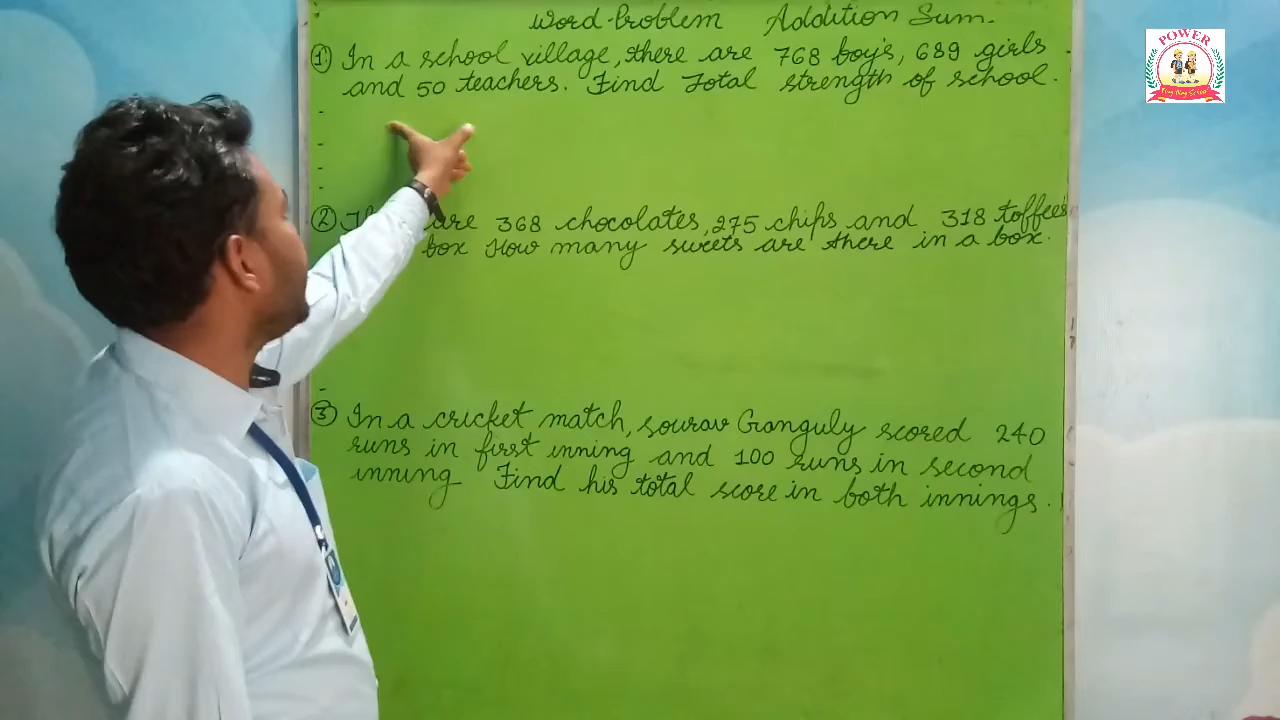 Word-Problem Addition Sum.
① In a school village, there are 768 boy's, 689 girls
and 50 teachers. Find Total strength of school.
② are 368 chocolates, 275 chips and 318 toffees
box How many sweets are there in a box.
③ In a cricket match, sourav Ganguly scored 240
runs in first inning and 100 runs in second
inning Find his total score in both innings.
POWER